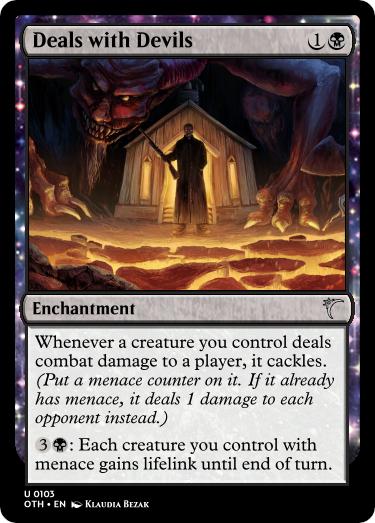 Deals with Devils 1
Enchantment
Whenever a creature you control deals
combat damage to a player, it cackles.
(Put a menace counter on it. If it already
has menace, it deals 1 damage to each
opponent instead.)
3 : Each creature you control with
menace gains lifelink until end of turn.
U 0103
OTH • EN Klaudia Bezak